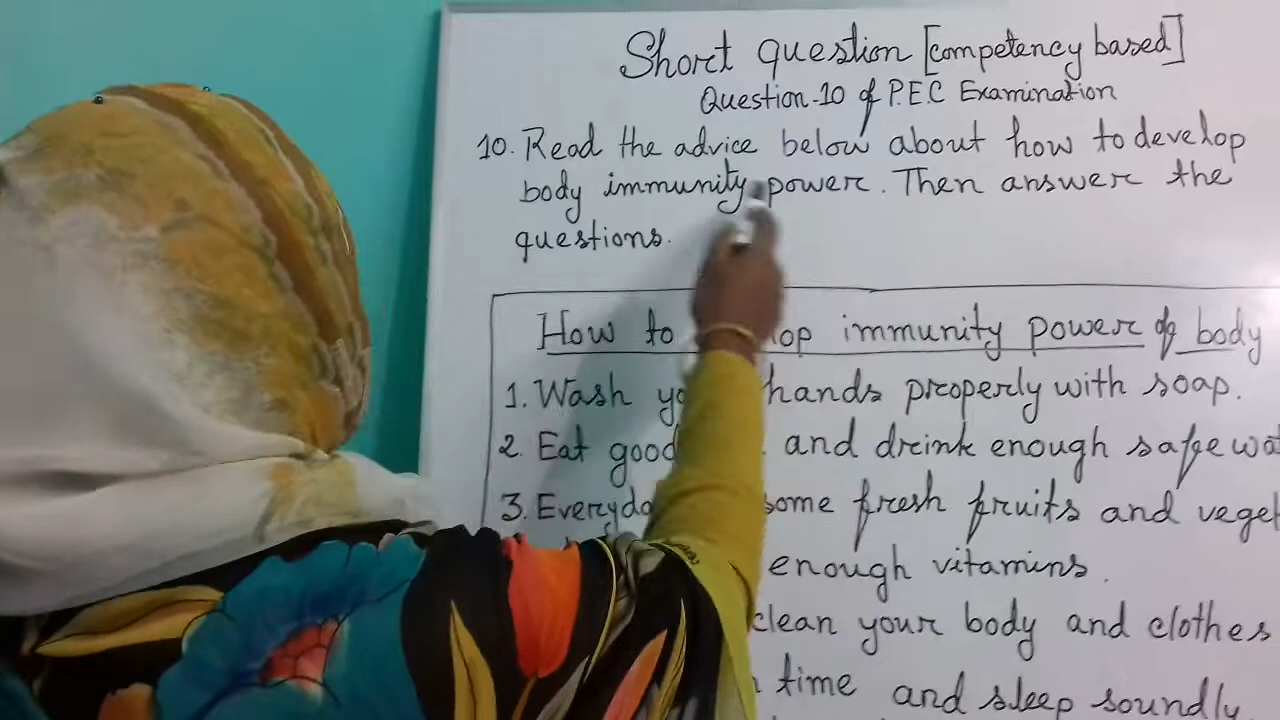 Short question [competency based]
Question-10 of P.E.C Examination
10. Read the advice below about how to develop
body immunity power. Then answer the
questions.
How to immunity power of body
1. Wash hands properly with soap.
2. Eat good and drink enough safe
3. some fresh fruits and
enough vitamins.
clean your body and clothes
time and sleep soundly.